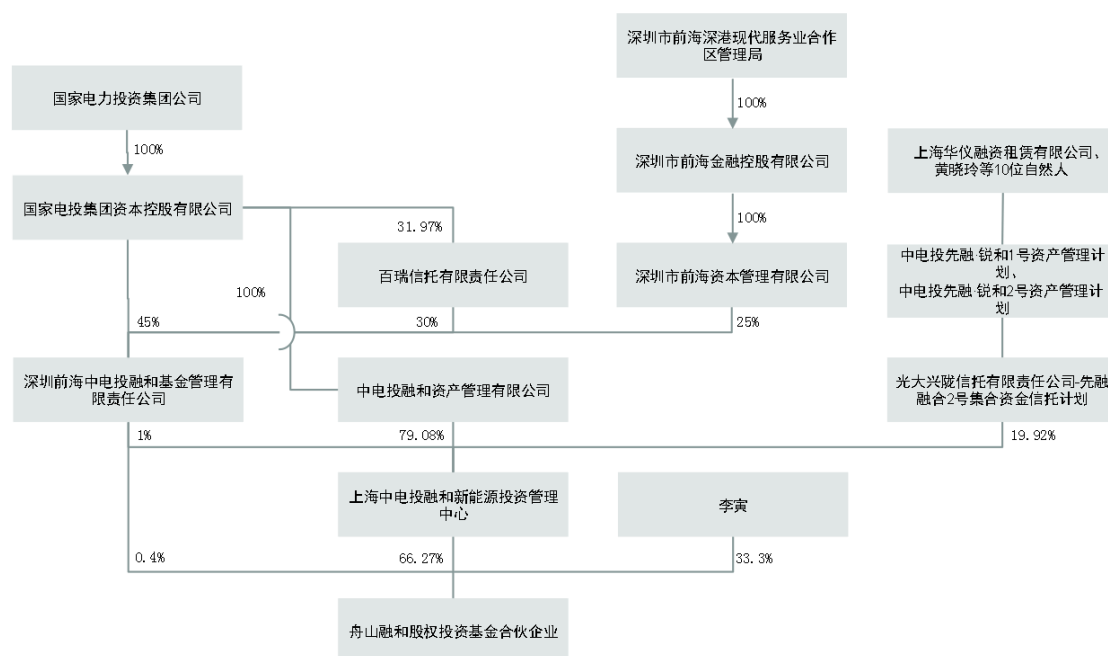 深圳市前海深港现代服务业合作
区管理局
国家电力投资集团公司
100%
100%
深圳市前海金融控股有限公司
上海华仪融资租赁有限公司、
黄晓玲等10位自然人
国家电投集团资本控股有限公司
31.97%
100%
百瑞信托有限责任公司
深圳市前海资本管理有限公司
中电投先融·锐和1号资产管理计
划、
中电投先融·锐和2号资产管理计
划
100%
45%
30%
25%
深圳前海中电投融和基金管理有
限责任公司
中电投融和资产管理有限公司
光大兴陇信托有限责任公司-先融
融合2号集合资金信托计划
1%
79.08%
19.92%
上海中电投融和新能源投资管理
中心
李寅
0.4%
66.27%
33.3%
舟山融和股权投资基金合伙企业